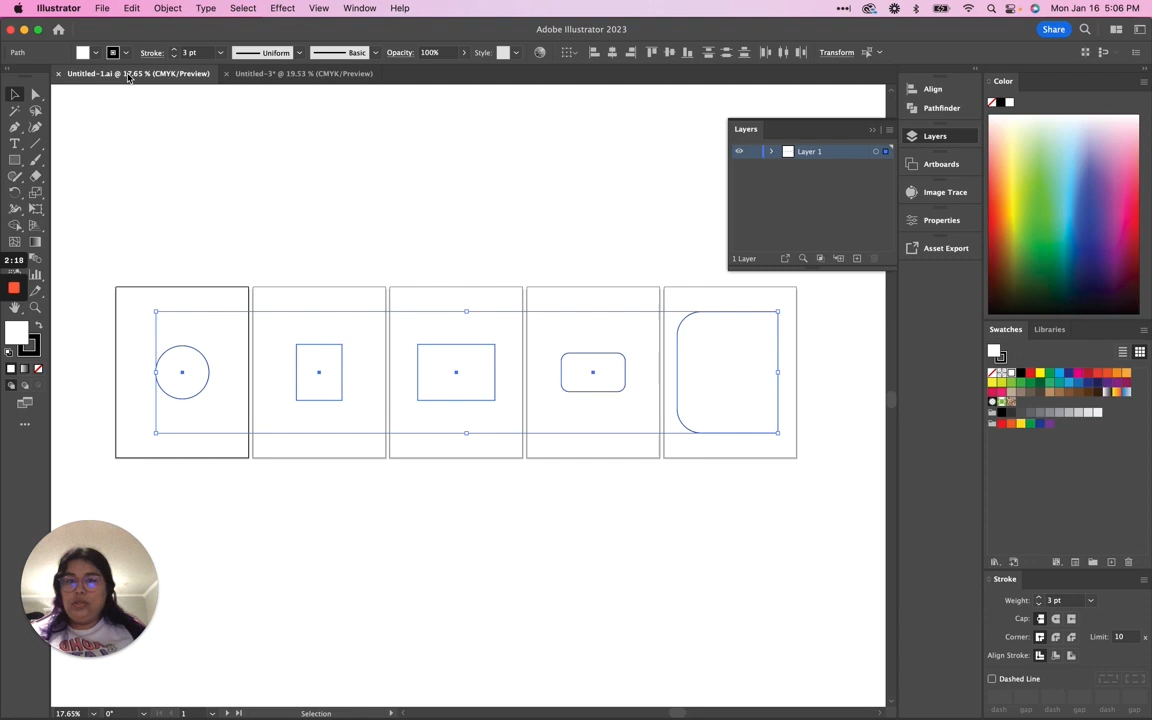 Illustrator File Edit Object Type Select Effect View Window Help Mon Jan 16 5:06 PM
Adobe Illustrator 2023 Share
Path Stroke: 3 pt Uniform Basic Opacity: 100% Style: Transform
Untitled-1.ai @ 17.65 % (CMYK/Preview) Untitled-3* @ 19.53 % (CMYK/Preview)
Layers
Layer 1
1 Layer
Align
Pathfinder
Layers
Artboards
Image Trace
Properties
Asset Export
Color
Swatches Libraries
Stroke
Weight: 3 pt
Cap:
Corner: Limit: 10 x
Align Stroke:
Dashed Line
dash gap dash gap dash gap
2:18
17.65% 0° 1 Selection